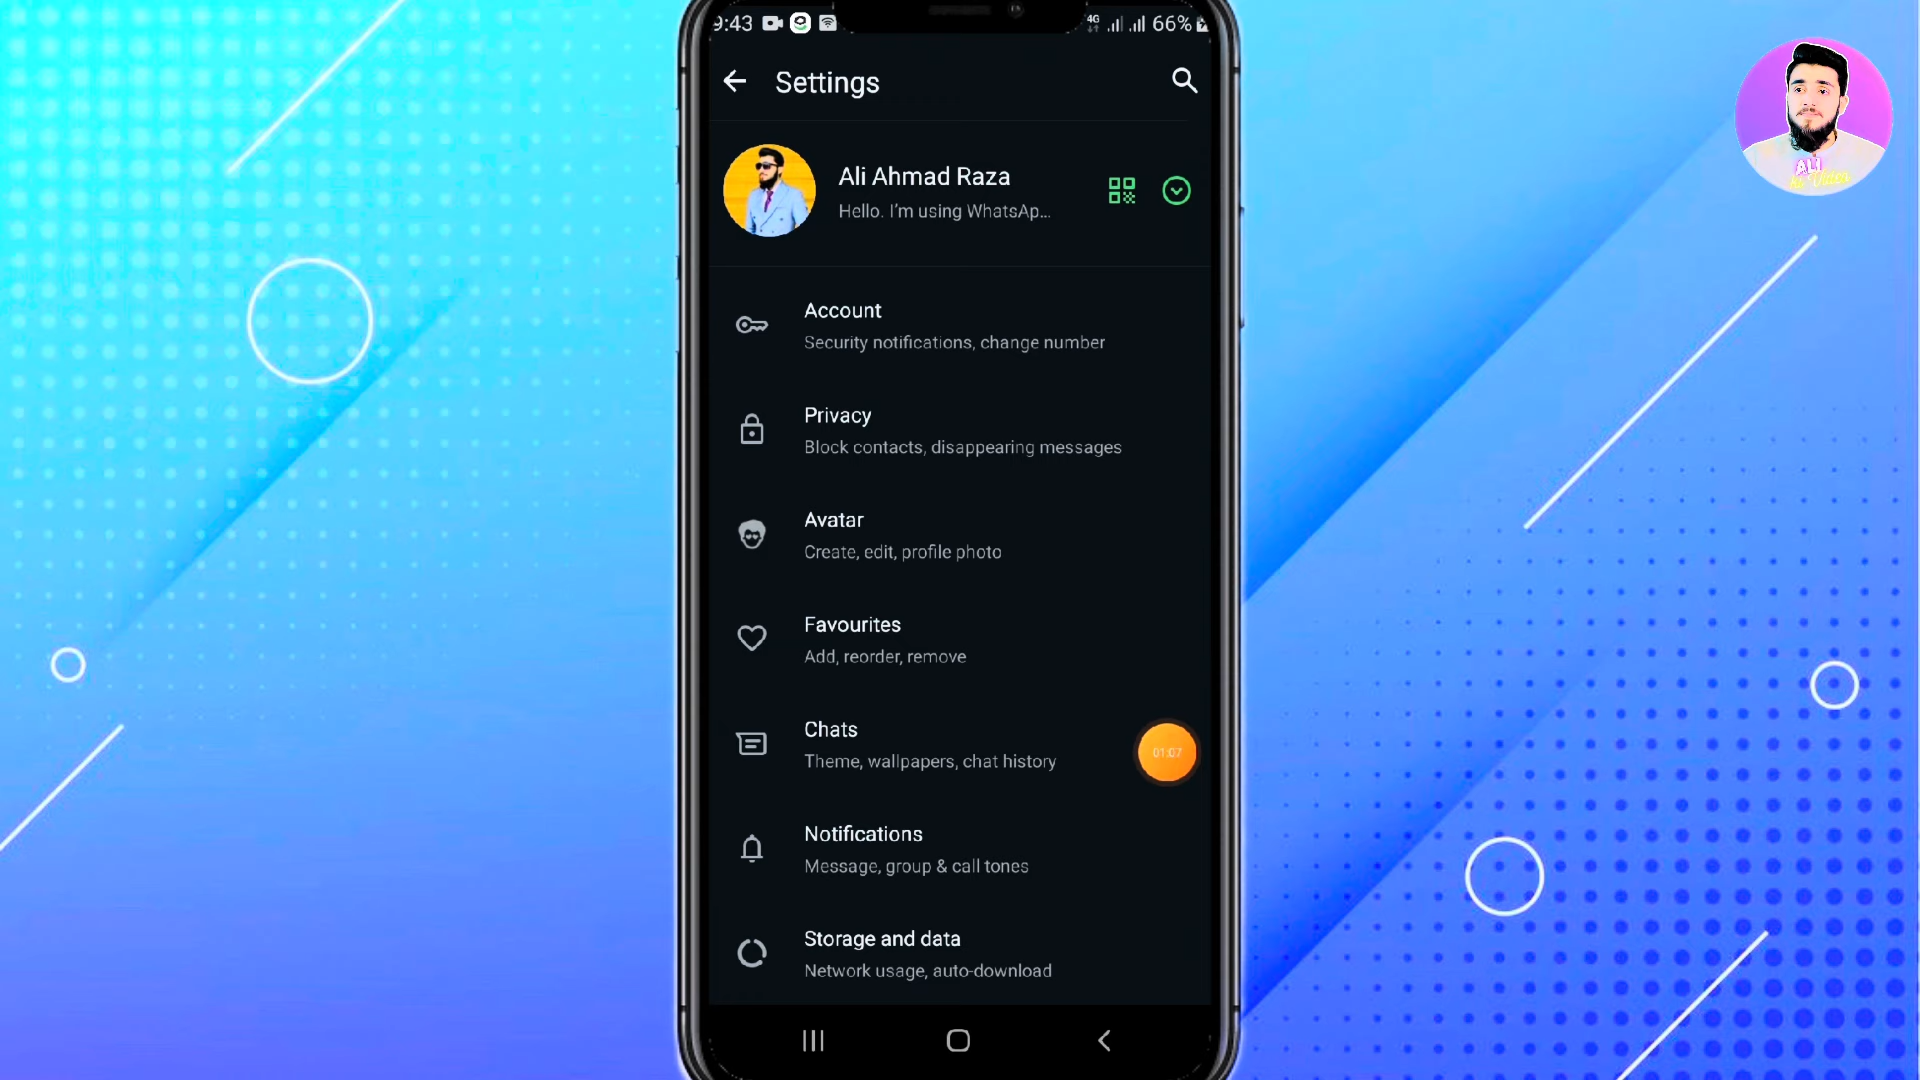 9:43
4G
66%
Settings
Ali Ahmad Raza
Hello. I'm using WhatsAp...
Account
Security notifications, change number
Privacy
Block contacts, disappearing messages
Avatar
Create, edit, profile photo
Favourites
Add, reorder, remove
Chats
Theme, wallpapers, chat history
01:07
Notifications
Message, group & call tones
Storage and data
Network usage, auto-download
ALI